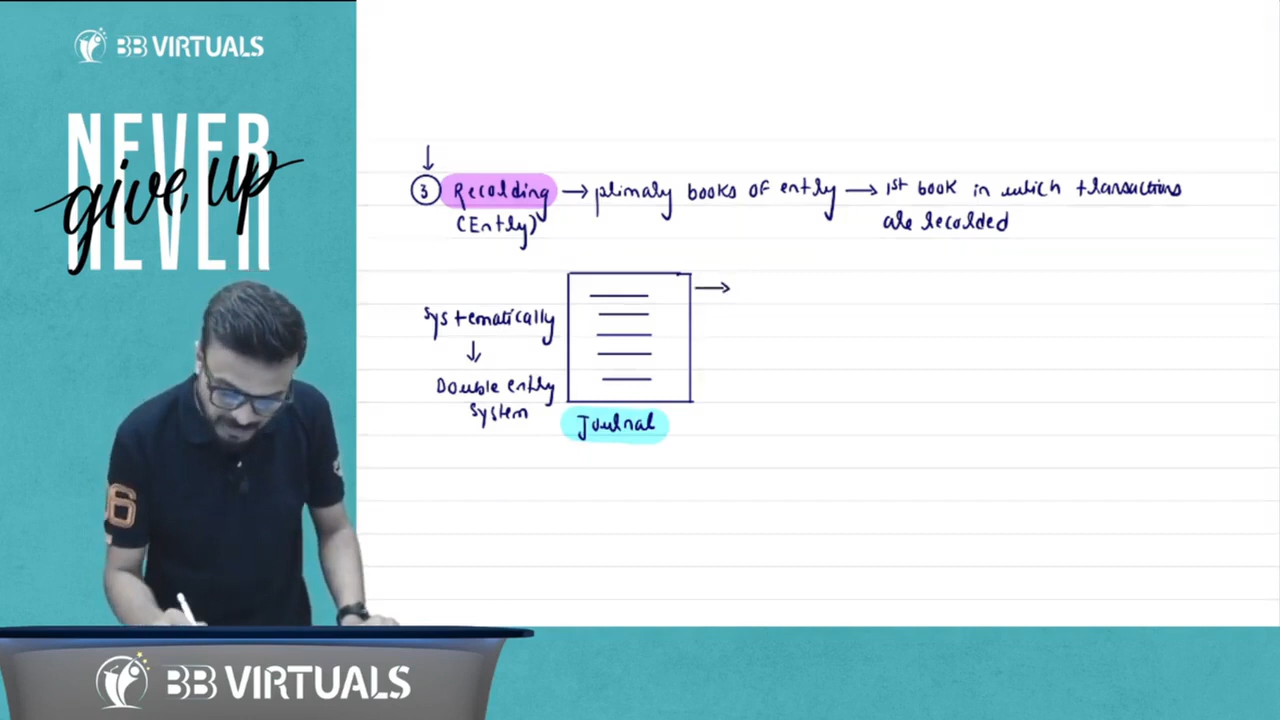 BB VIRTUALS
NEVER
give up
NEVER
3 Recording → primary books of entry → 1st book in which transactions
(Entry)
are recorded
Systematically
↓
Double entry
system
Journal
6
BB VIRTUALS